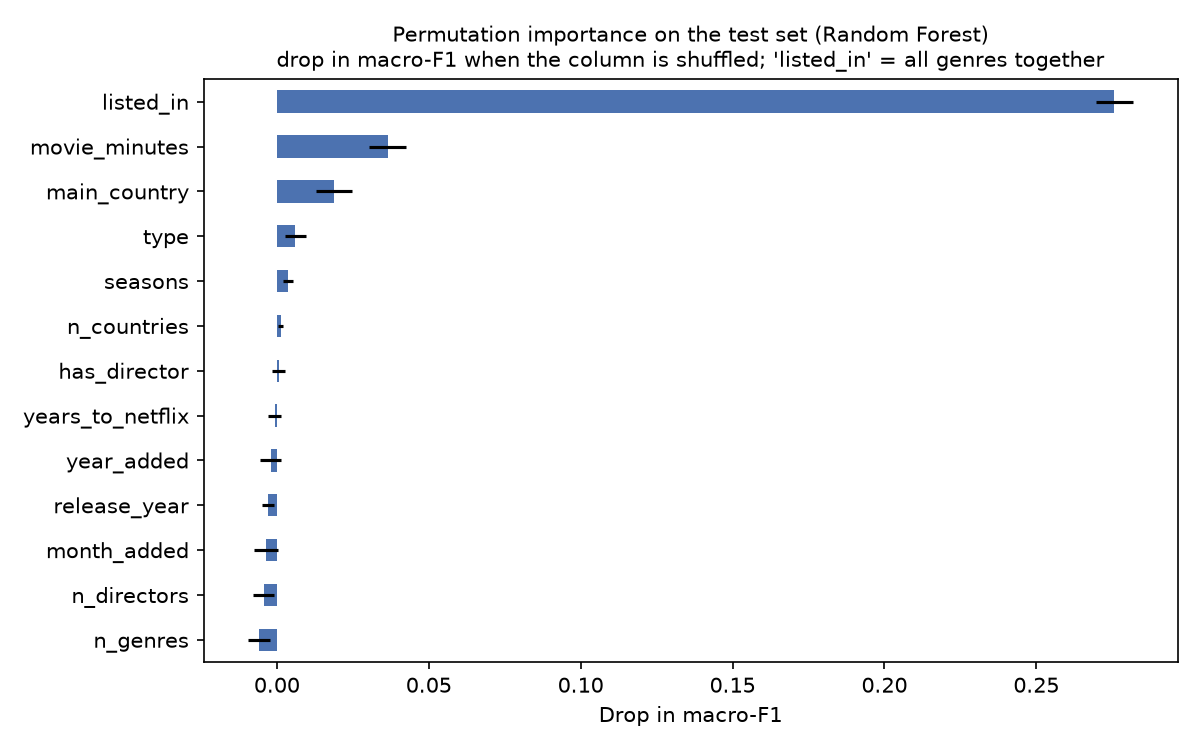 Permutation importance on the test set (Random Forest)
drop in macro-F1 when the column is shuffled; 'listed_in' = all genres together
listed_in
movie_minutes
main_country
type
seasons
n_countries
has_director
years_to_netflix
year_added
release_year
month_added
n_directors
n_genres
0.00 0.05 0.10 0.15 0.20 0.25
Drop in macro-F1